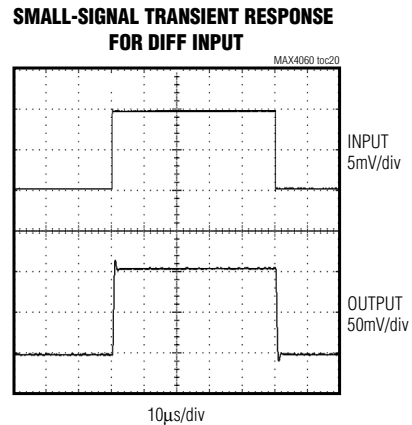 SMALL-SIGNAL TRANSIENT RESPONSE
FOR DIFF INPUT
MAX4060 toc20
INPUT
5mV/div
OUTPUT
50mV/div
10μs/div